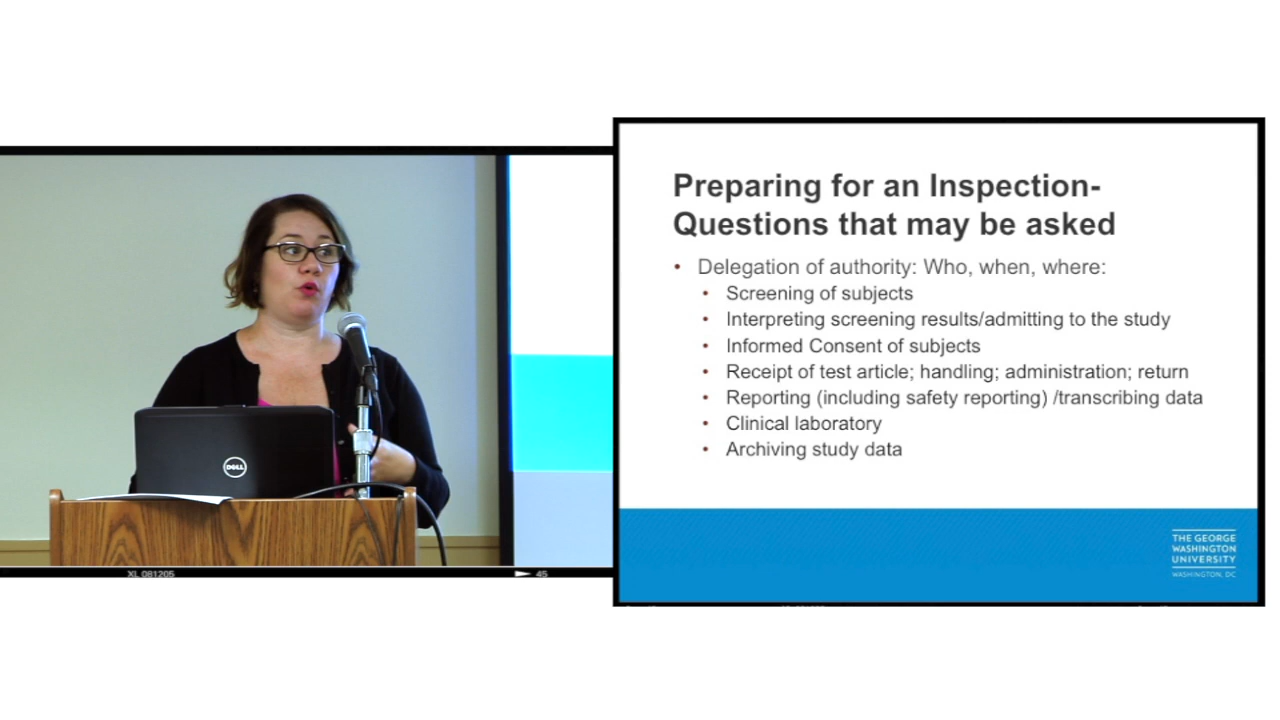 Preparing for an Inspection-
Questions that may be asked
• Delegation of authority: Who, when, where:
• Screening of subjects
• Interpreting screening results/admitting to the study
• Informed Consent of subjects
• Receipt of test article; handling; administration; return
• Reporting (including safety reporting) /transcribing data
• Clinical laboratory
• Archiving study data
THE GEORGE
WASHINGTON
UNIVERSITY
WASHINGTON, DC
DELL
XL 081205
45